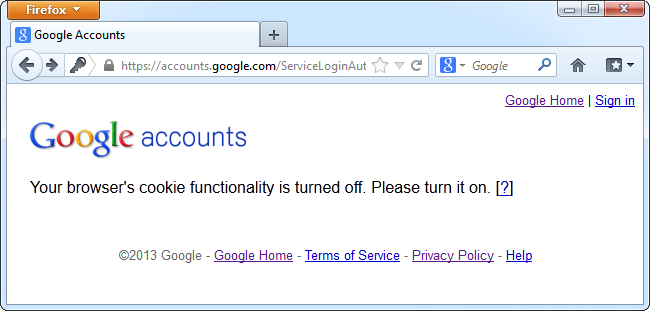 Firefox
Google Accounts
https://accounts.google.com/ServiceLoginAut
Google
Google Home | Sign in
Google accounts
Your browser's cookie functionality is turned off. Please turn it on. [?]
©2013 Google - Google Home - Terms of Service - Privacy Policy - Help